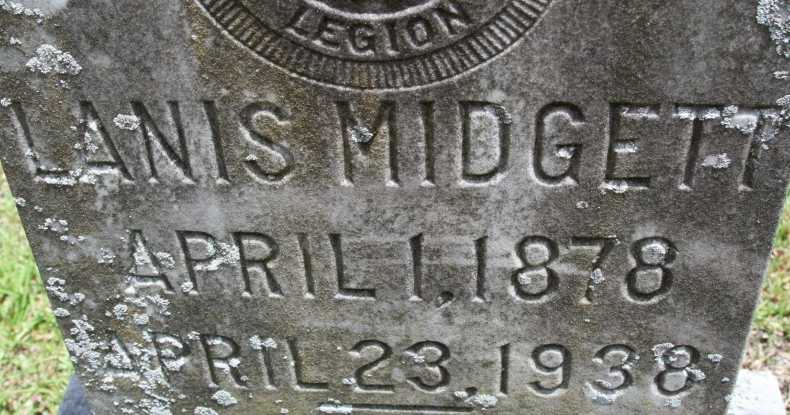 LEGION
LANIS MIDGETT
APRIL 1, 1878
APRIL 23, 1938